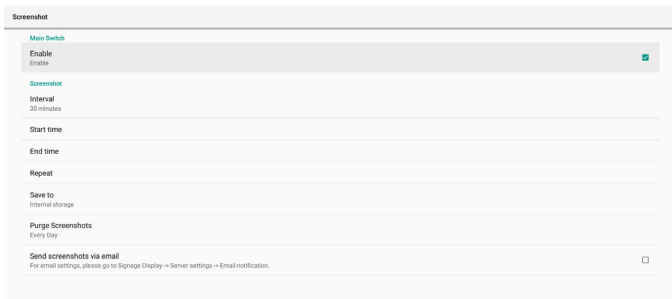 Screenshot
Main Switch
Enable
Enable
Screenshot
Interval
30 minutes
Start time
End time
Repeat
Save to
Internal storage
Purge Screenshots
Every Day
Send screenshots via email
For email settings, please go to Signage Display -> Server settings -> Email notification.